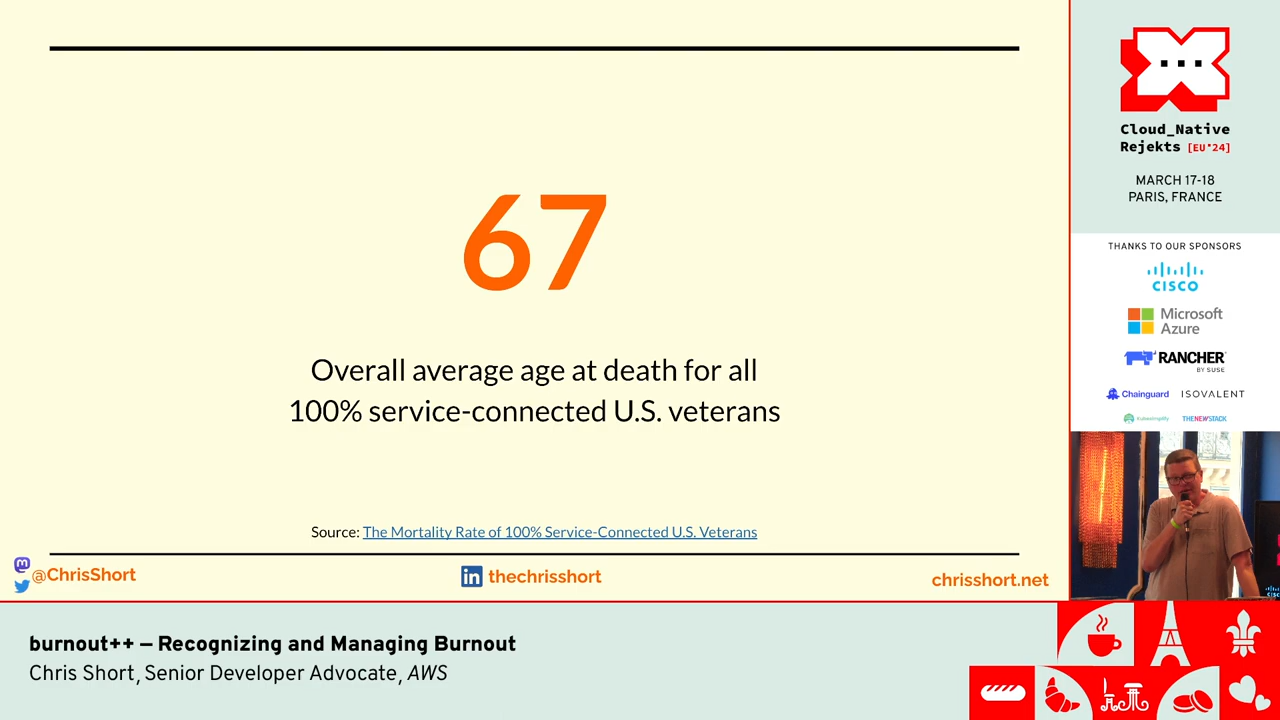 67
Overall average age at death for all
100% service-connected U.S. veterans
Source: The Mortality Rate of 100% Service-Connected U.S. Veterans
@ChrisShort
in thechrisshort
chrisshort.net
Cloud_Native
Rejekts [EU'24]
MARCH 17-18
PARIS, FRANCE
THANKS TO OUR SPONSORS
CISCO
Microsoft
Azure
RANCHER
BY SUSE
Chainguard ISOVALENT
Kubesimplify THENEWSTACK
burnout++ – Recognizing and Managing Burnout
Chris Short, Senior Developer Advocate, AWS